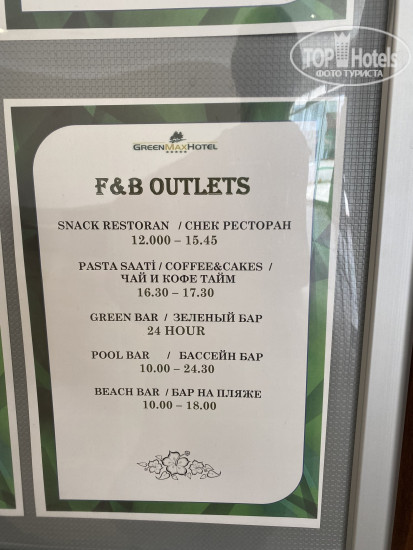 TOP Hotels
ФОТО ТУРИСТА
GREENMAXHOTEL
F&B OUTLETS
SNACK RESTORAN / СНЕК РЕСТОРАН
12.000 – 15.45
PASTA SAATİ / COFFEE&CAKES /
ЧАЙ И КОФЕ ТАЙМ
16.30 – 17.30
GREEN BAR / ЗЕЛЕНЫЙ БАР
24 HOUR
POOL BAR / БАССЕЙН БАР
10.00 – 24.30
BEACH BAR / БАР НА ПЛЯЖЕ
10.00 – 18.00